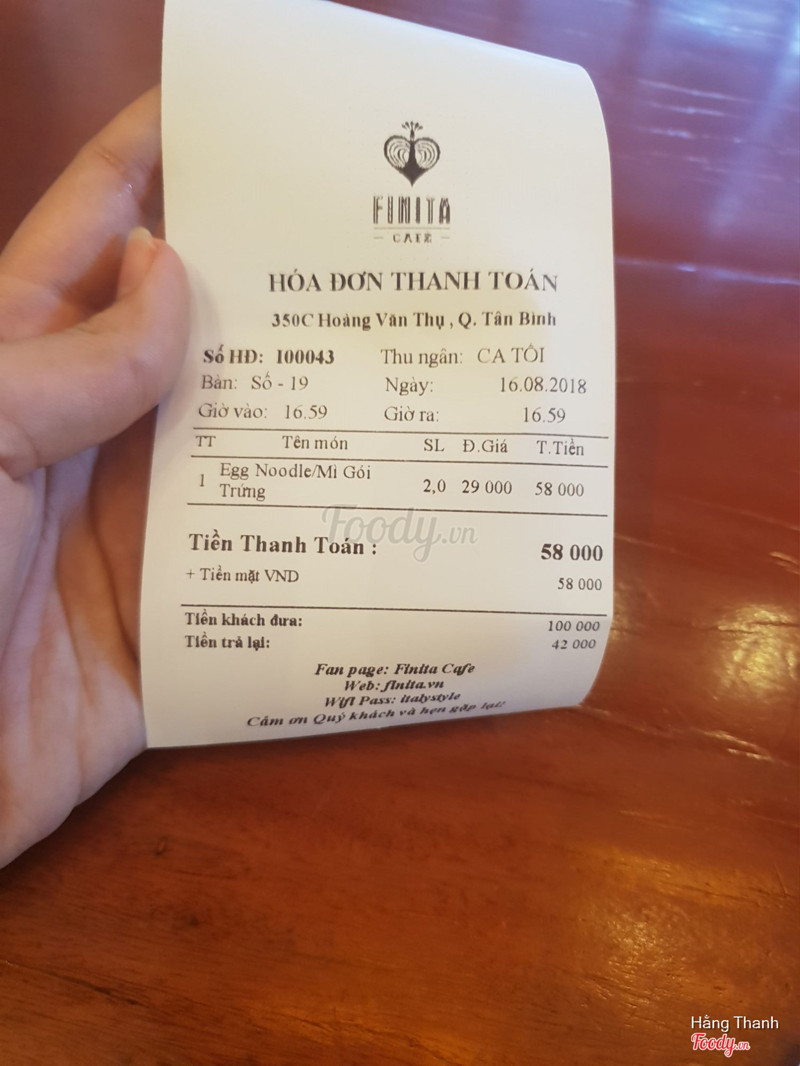 FINITA
CAFÉ
HÓA ĐƠN THANH TOÁN
350C Hoàng Văn Thụ , Q. Tân Bình
Số HĐ: 100043 Thu ngân: CA TỐI
Bàn: Số - 19 Ngày: 16.08.2018
Giờ vào: 16.59 Giờ ra: 16.59
TT Tên món SL Đ.Giá T.Tiền
1 Egg Noodle/Mì Gói Trứng 2,0 29 000 58 000
Foody.vn
Tiền Thanh Toán : 58 000
+ Tiền mặt VND 58 000
Tiền khách đưa: 100 000
Tiền trả lại: 42 000
Fan page: Finita Cafe
Web: finita.vn
Wifi Pass: italystyle
Cảm ơn Quý khách và hẹn gặp lại!
Hằng Thanh
Foody.vn